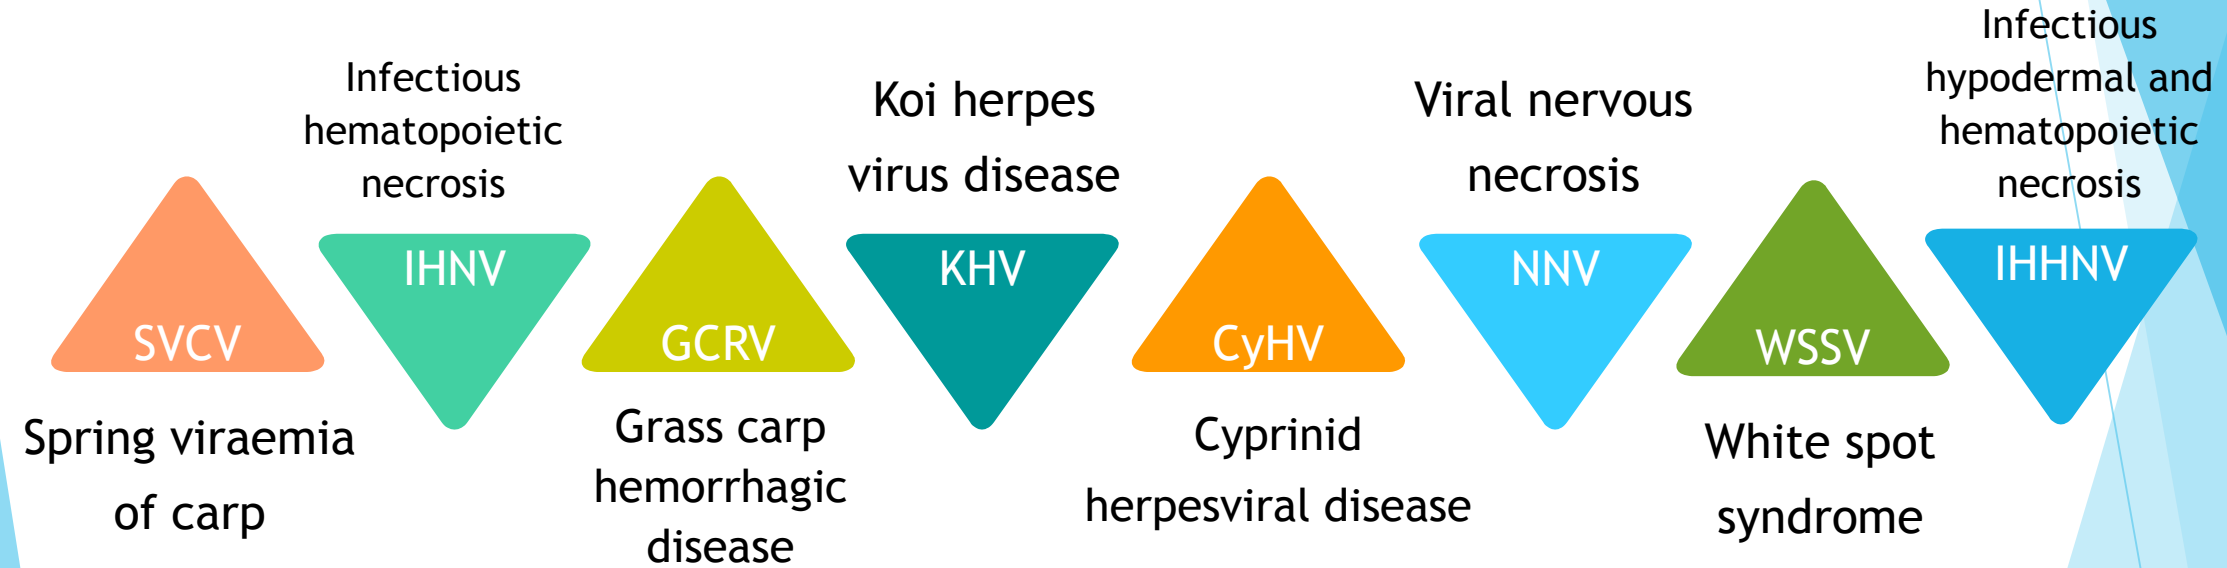 SVCV
Spring viraemia
of carp
Infectious
hematopoietic
necrosis
IHNV
GCRV
Grass carp
hemorrhagic
disease
Koi herpes
virus disease
KHV
CyHV
Cyprinid
herpesviral disease
Viral nervous
necrosis
NNV
WSSV
White spot
syndrome
Infectious
hypodermal and
hematopoietic
necrosis
IHHNV